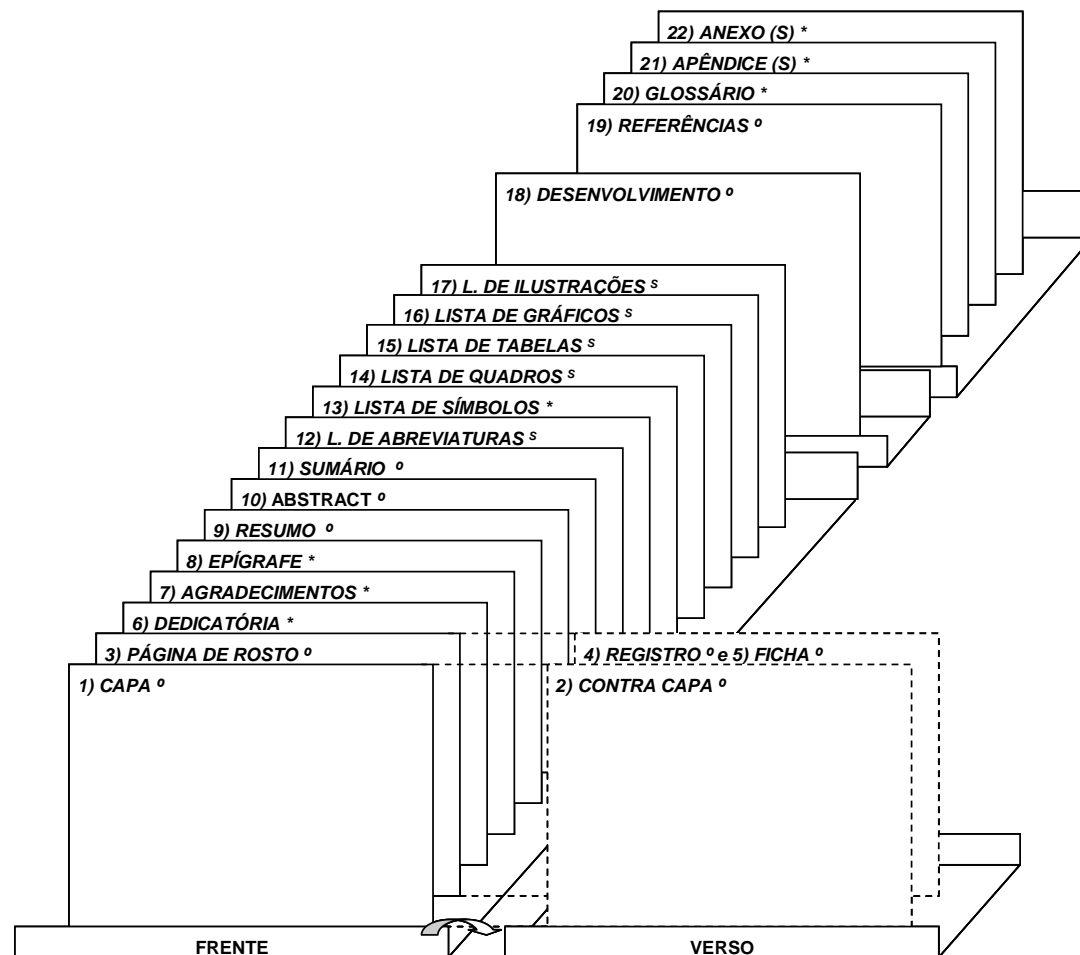 22) ANEXO (S) *
21) APÊNDICE (S) *
20) GLOSSÁRIO *
19) REFERÊNCIAS º
18) DESENVOLVIMENTO º
17) L. DE ILUSTRAÇÕES ˢ
16) LISTA DE GRÁFICOS ˢ
15) LISTA DE TABELAS ˢ
14) LISTA DE QUADROS ˢ
13) LISTA DE SÍMBOLOS *
12) L. DE ABREVIATURAS ˢ
11) SUMÁRIO º
10) ABSTRACT º
9) RESUMO º
8) EPÍGRAFE *
7) AGRADECIMENTOS *
6) DEDICATÓRIA *
3) PÁGINA DE ROSTO º
4) REGISTRO º e 5) FICHA º
1) CAPA º
2) CONTRA CAPA º
FRENTE
VERSO